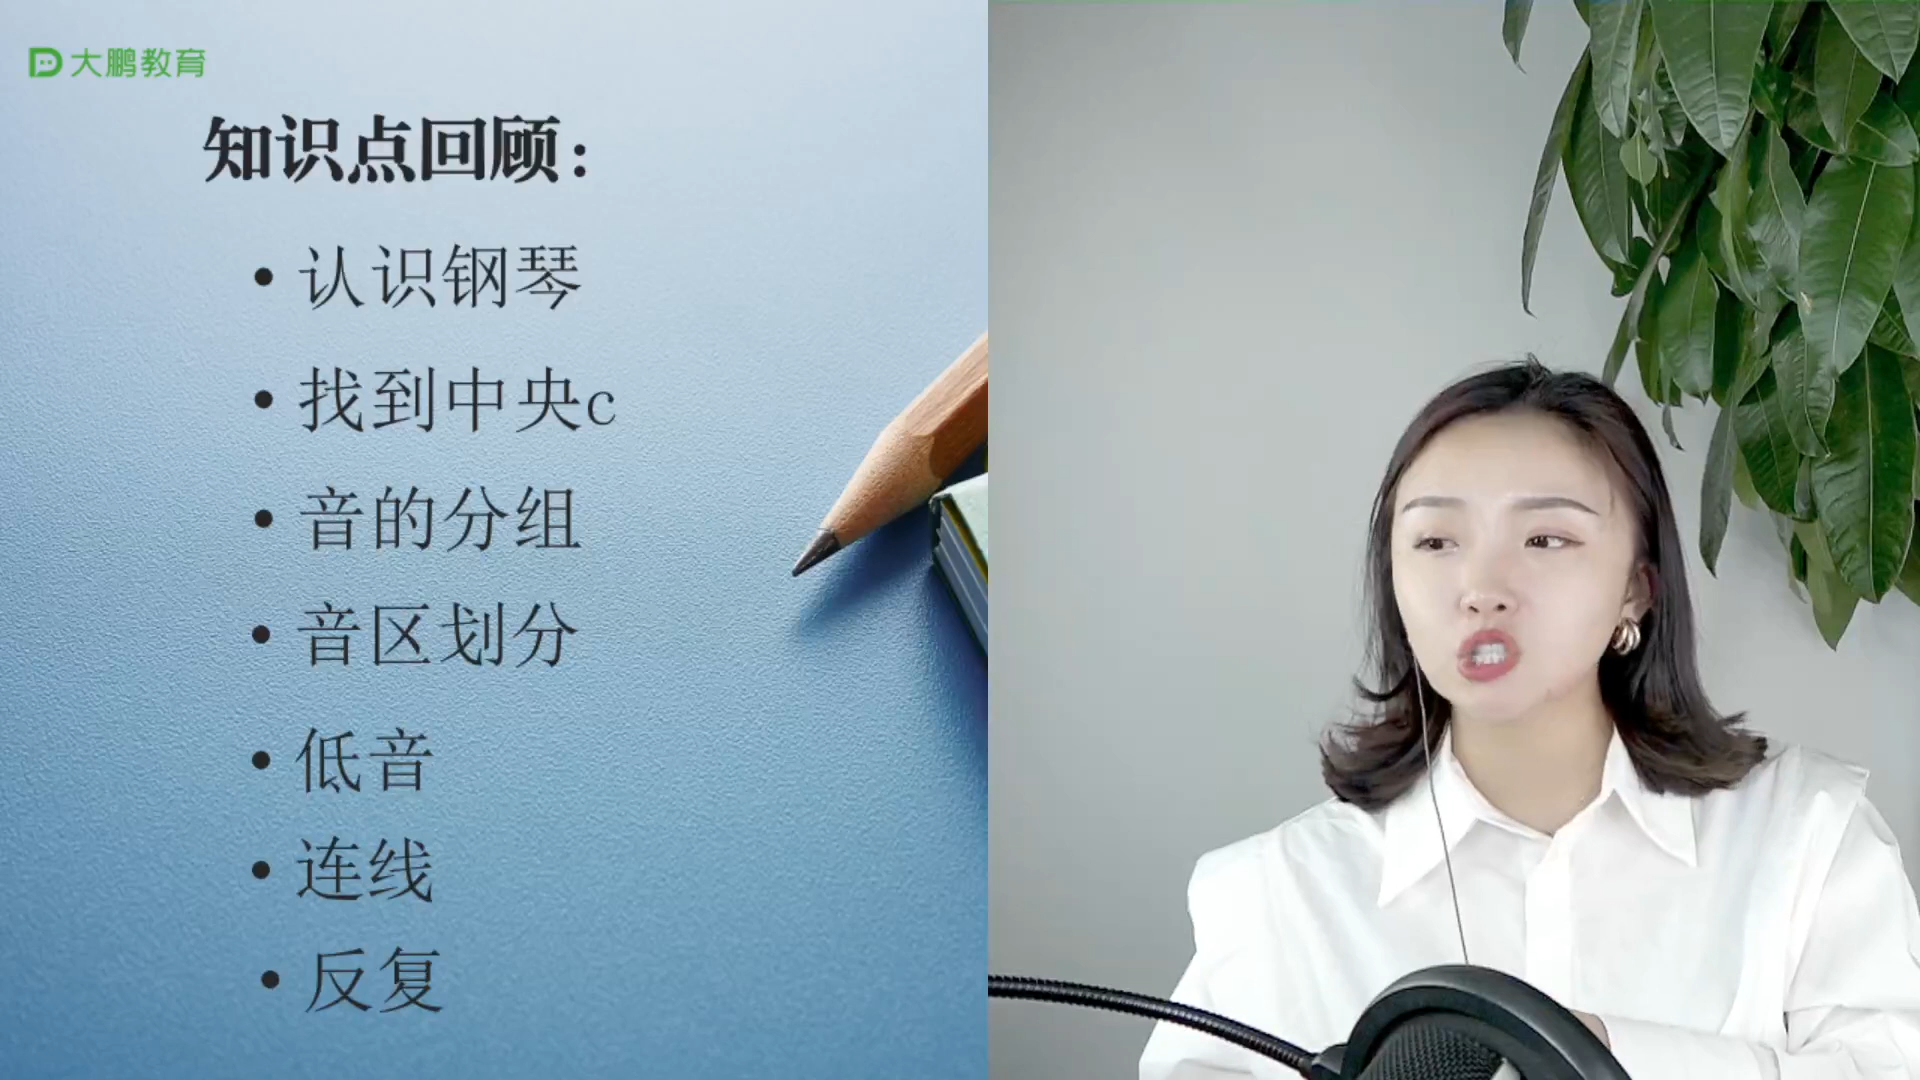 大鹏教育
知识点回顾：
• 认识钢琴
• 找到中央c
• 音的分组
• 音区划分
• 低音
• 连线
• 反复